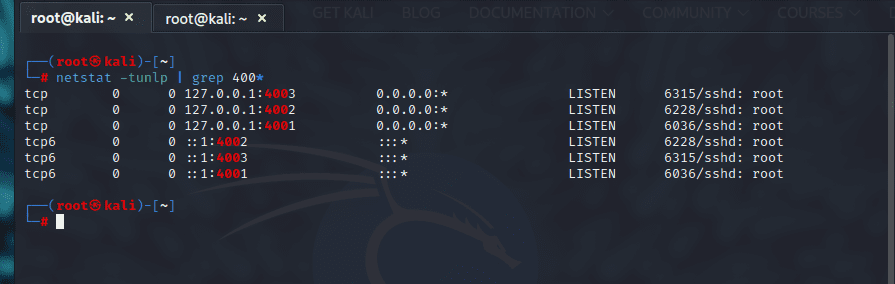 root@kali: ~ × root@kali: ~ × GET KALI BLOG DOCUMENTATION COMMUNITY COURSES
┌──(root㉿kali)-[~]
└─# netstat -tunlp | grep 400*
tcp 0 0 127.0.0.1:4003 0.0.0.0:* LISTEN 6315/sshd: root
tcp 0 0 127.0.0.1:4002 0.0.0.0:* LISTEN 6228/sshd: root
tcp 0 0 127.0.0.1:4001 0.0.0.0:* LISTEN 6036/sshd: root
tcp6 0 0 ::1:4002 :::* LISTEN 6228/sshd: root
tcp6 0 0 ::1:4003 :::* LISTEN 6315/sshd: root
tcp6 0 0 ::1:4001 :::* LISTEN 6036/sshd: root
┌──(root㉿kali)-[~]
└─#